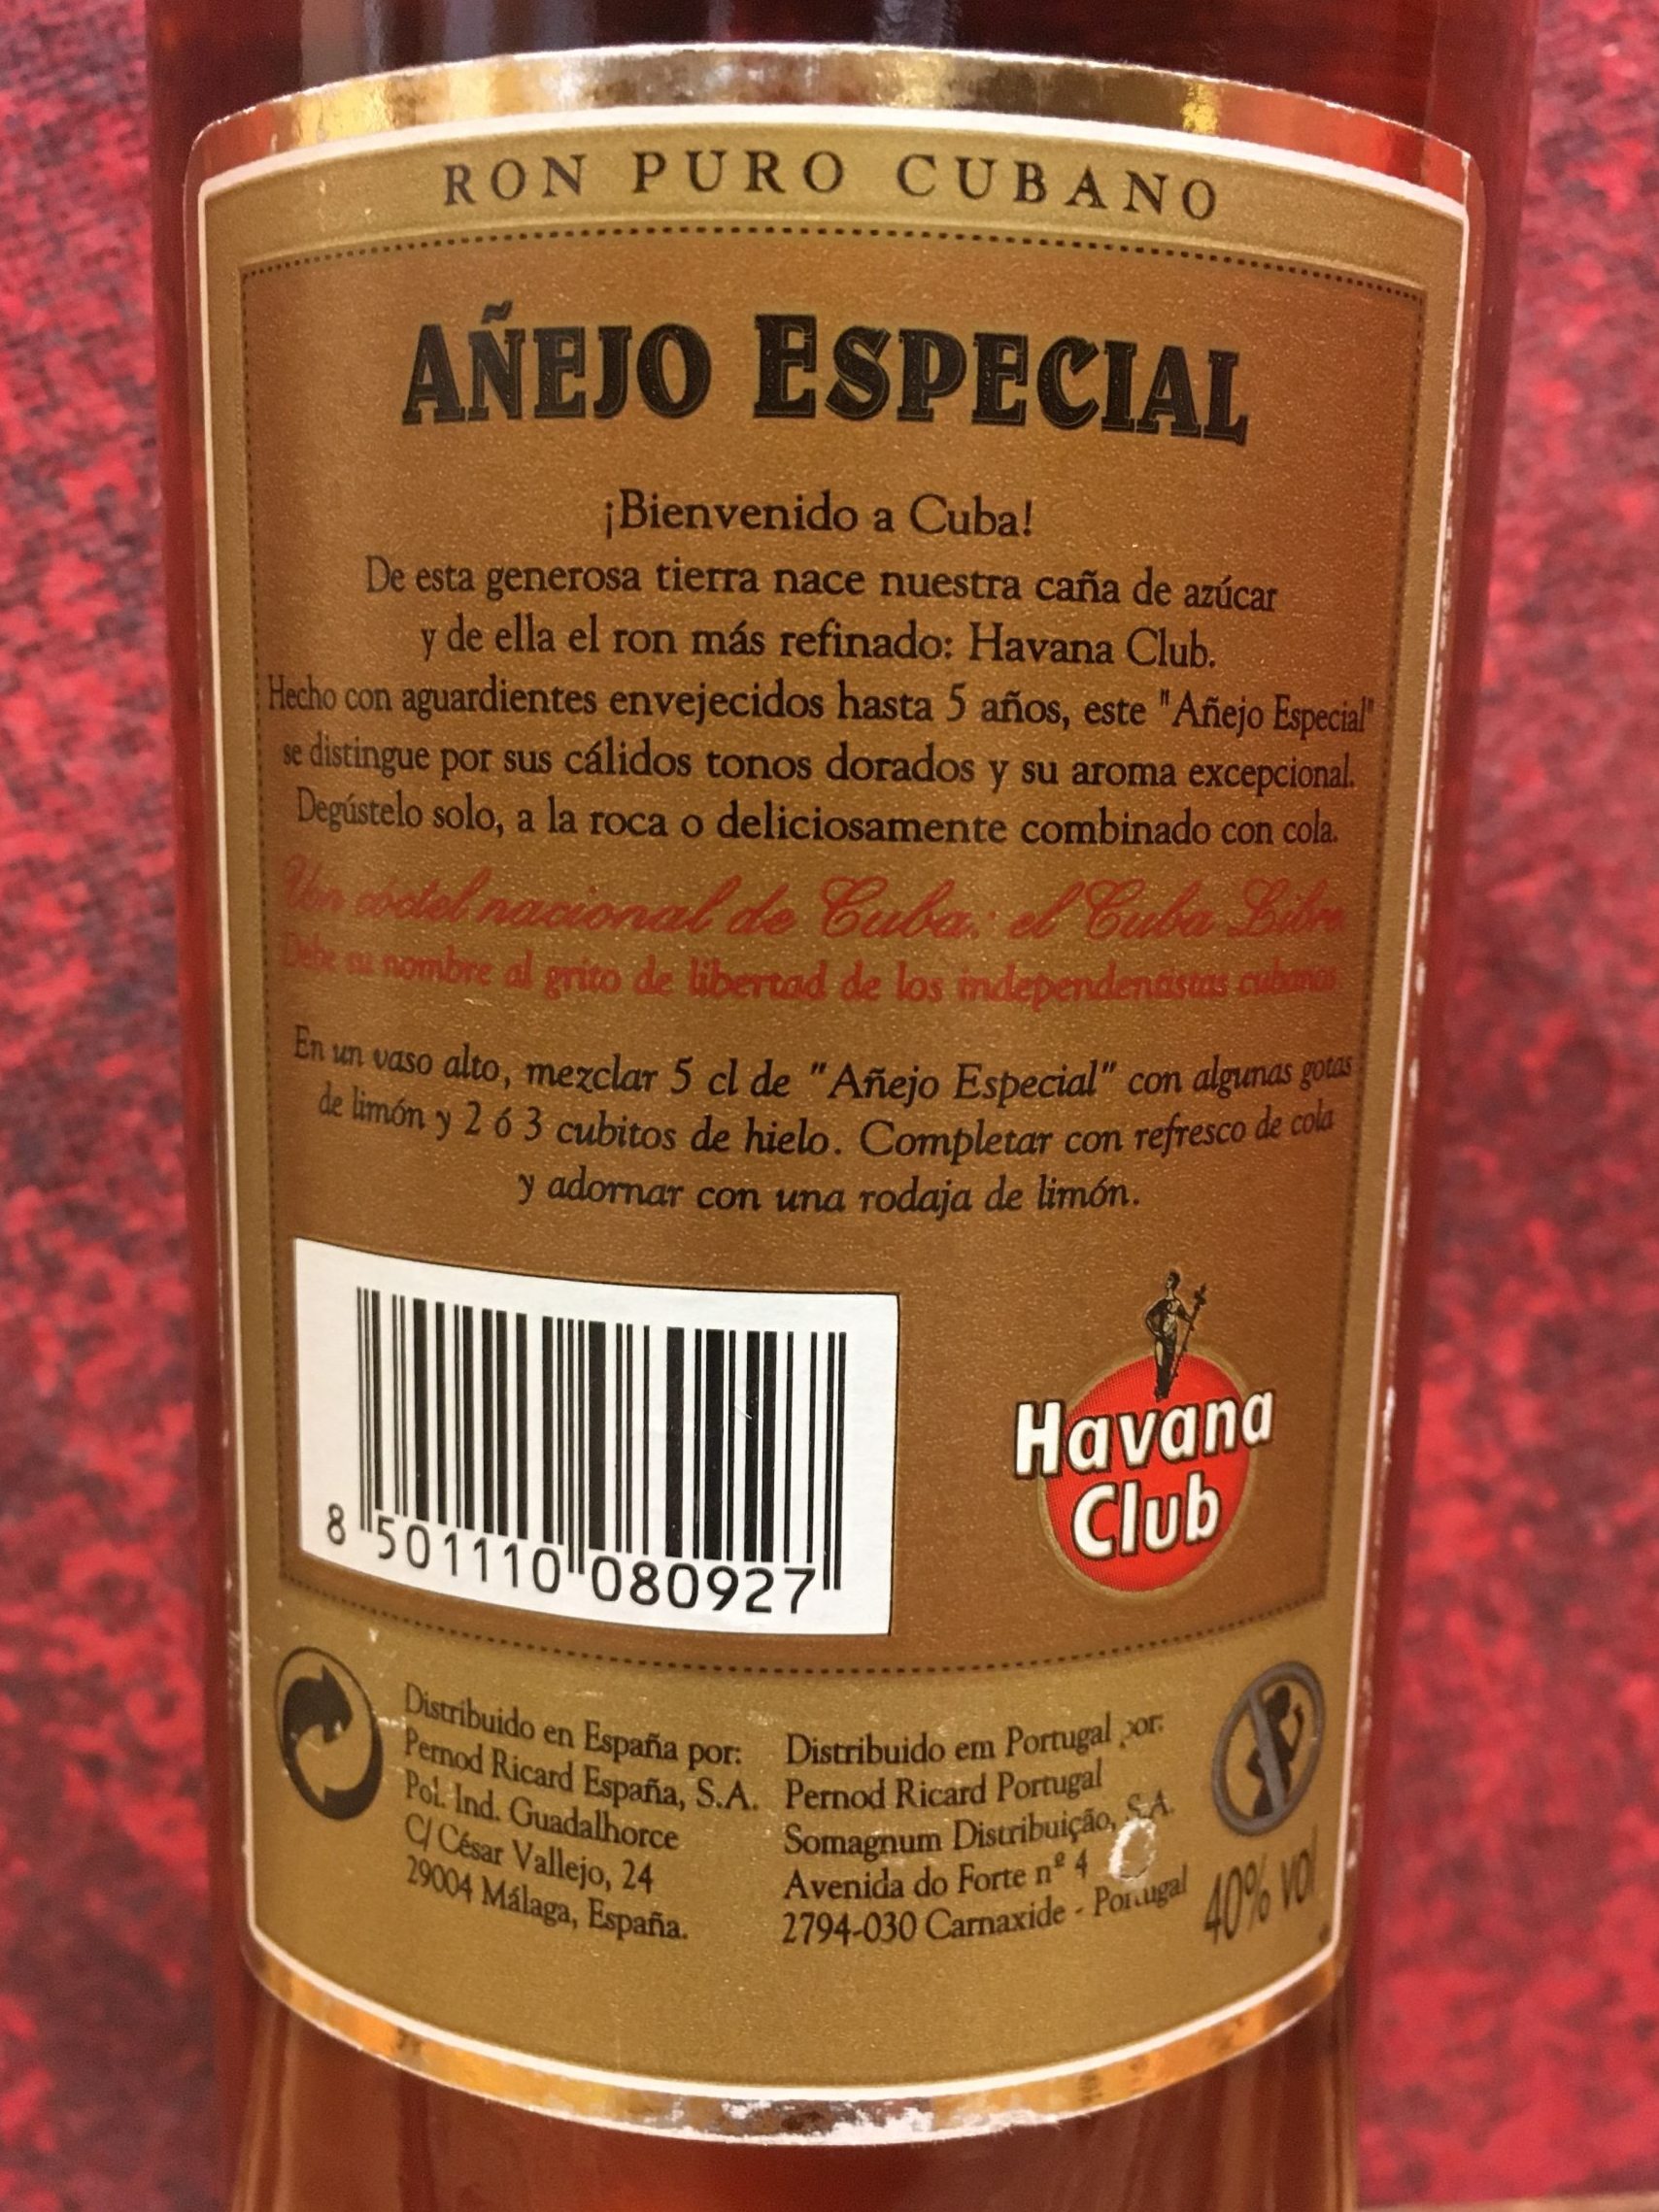 RON PURO CUBANO
AÑEJO ESPECIAL
¡Bienvenido a Cuba!
De esta generosa tierra nace nuestra caña de azúcar
y de ella el ron más refinado: Havana Club.
Hecho con aguardientes envejecidos hasta 5 años, este "Añejo Especial"
se distingue por sus cálidos tonos dorados y su aroma excepcional.
Degústelo solo, a la roca o deliciosamente combinado con cola.
Un cóctel nacional de Cuba: el Cuba Libre
Debe su nombre al grito de libertad de los independentistas cubanos
En un vaso alto, mezclar 5 cl de "Añejo Especial" con algunas gotas
de limón y 2 ó 3 cubitos de hielo. Completar con refresco de cola
y adornar con una rodaja de limón.
8 501110 080927
Havana
Club
Distribuido en España por:
Pernod Ricard España, S.A.
Pol. Ind. Guadalhorce
C/ César Vallejo, 24
29004 Málaga, España.
Distribuido em Portugal por:
Pernod Ricard Portugal
Somagnum Distribuição, S.A.
Avenida do Forte nº 4
2794-030 Carnaxide - Portugal
40% vol